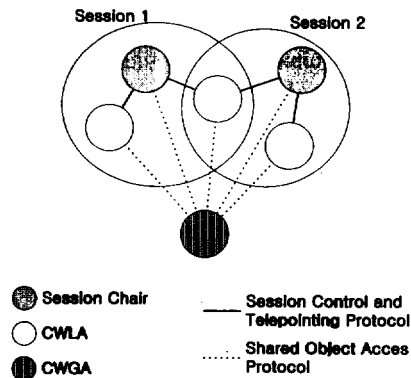 Session 1
Session 2
Session Chair
CWLA
CWGA
Session Control and
Telepointing Protocol
Shared Object Acces
Protocol